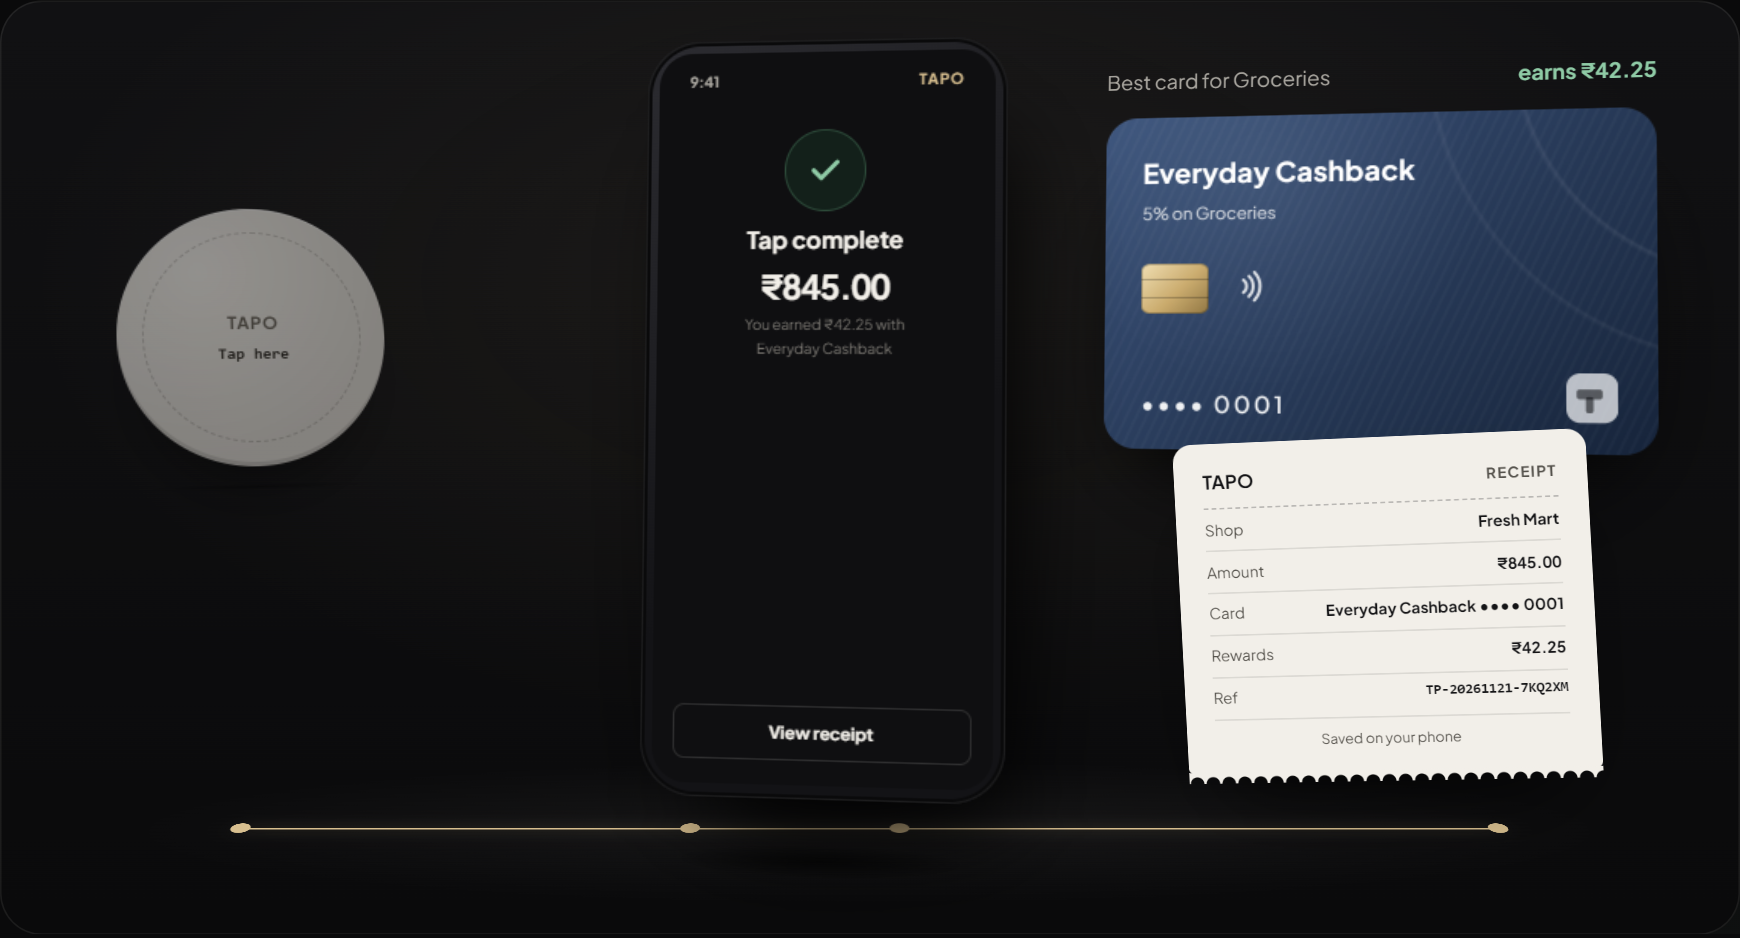 TAPO
Tap here
9:41
TAPO
Tap complete
₹845.00
You earned ₹42.25 with
Everyday Cashback
View receipt
Best card for Groceries
earns ₹42.25
Everyday Cashback
5% on Groceries
•••• 0001
TAPO
RECEIPT
Shop
Fresh Mart
Amount
₹845.00
Card
Everyday Cashback •••• 0001
Rewards
₹42.25
Ref
TP-20261121-7KQ2XM
Saved on your phone